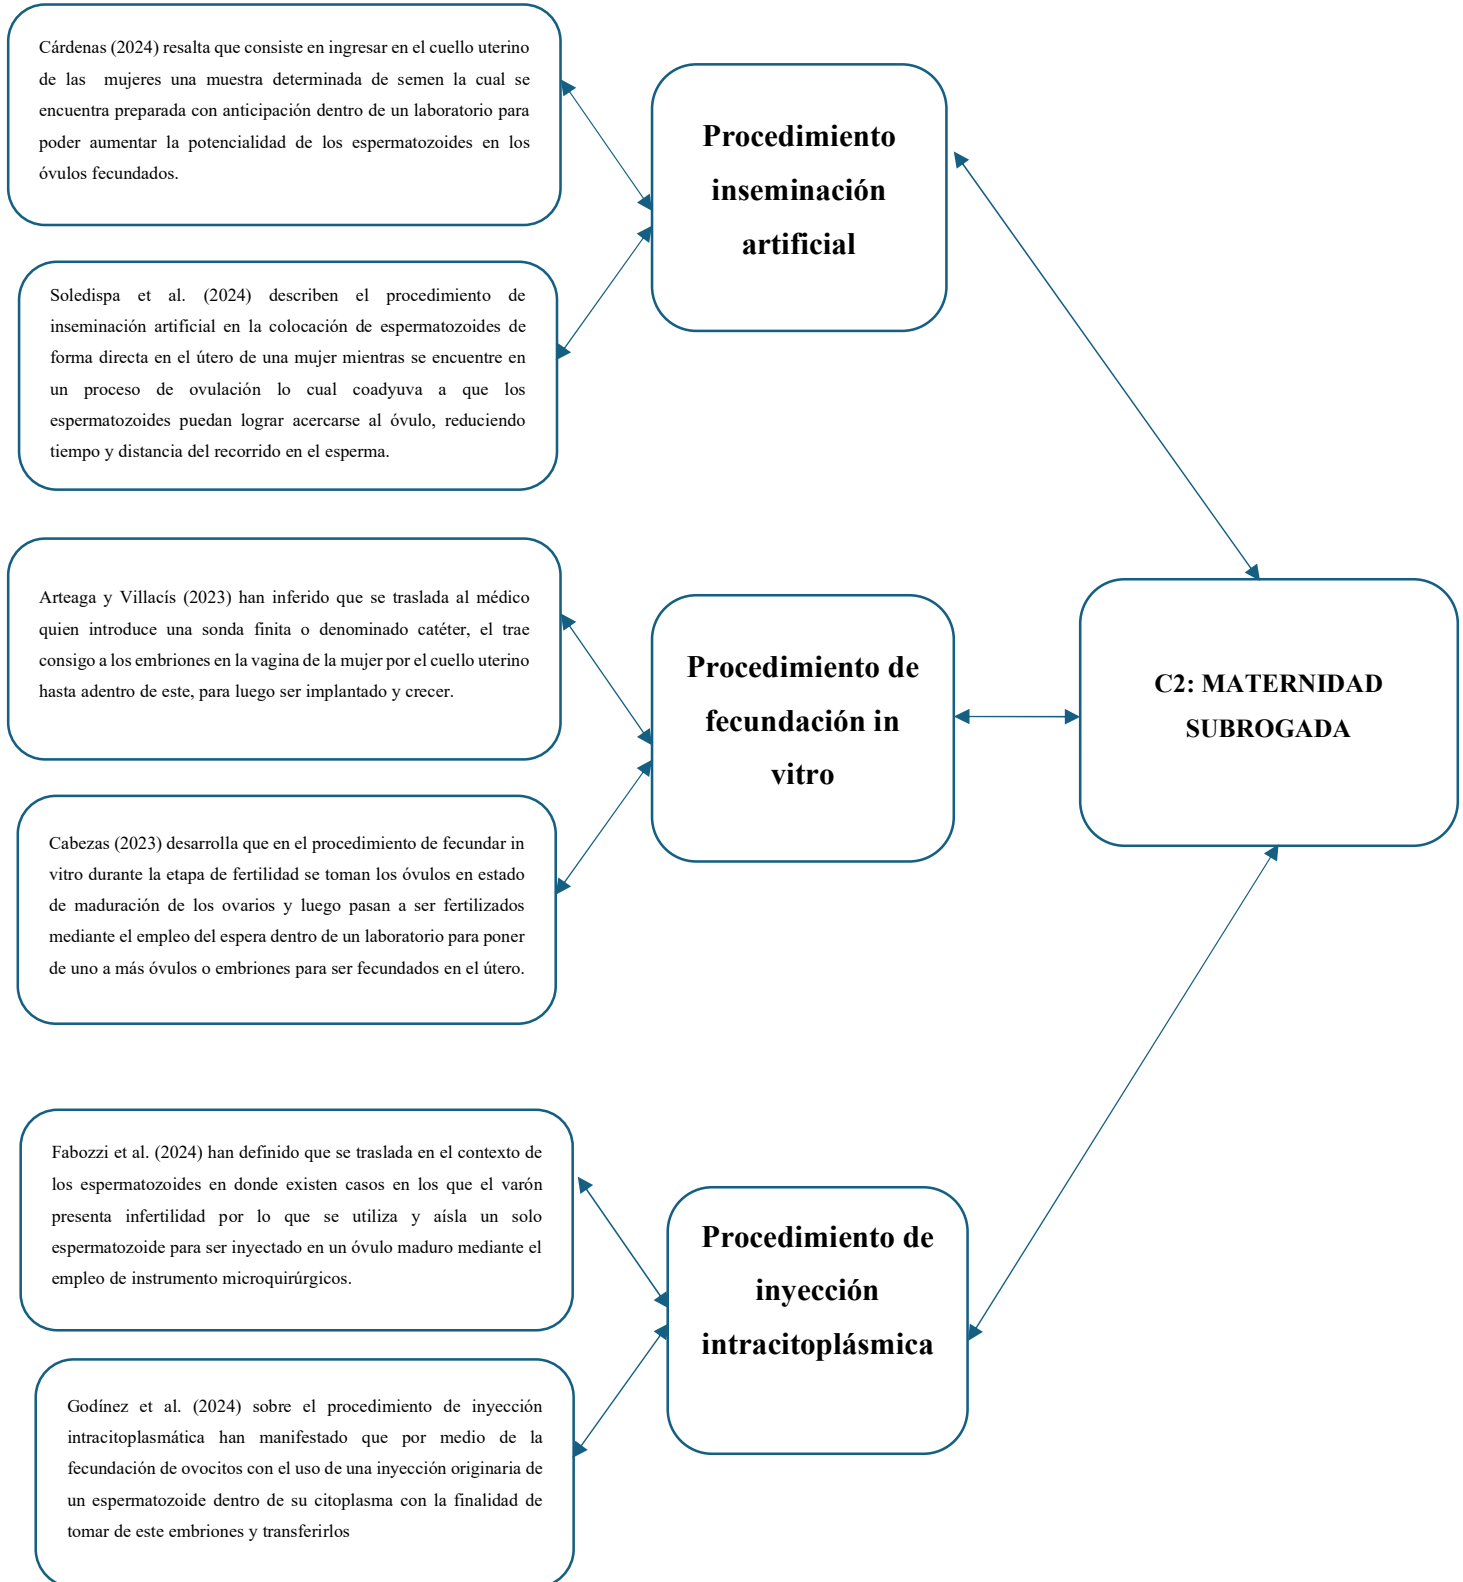 Cárdenas (2024) resalta que consiste en ingresar en el cuello uterino
de las mujeres una muestra determinada de semen la cual se
encuentra preparada con anticipación dentro de un laboratorio para
poder aumentar la potencialidad de los espermatozoides en los
óvulos fecundados.
Procedimiento
inseminación
artificial
Soledispa et al. (2024) describen el procedimiento de
inseminación artificial en la colocación de espermatozoides de
forma directa en el útero de una mujer mientras se encuentre en
un proceso de ovulación lo cual coadyuva a que los
espermatozoides puedan lograr acercarse al óvulo, reduciendo
tiempo y distancia del recorrido en el esperma.
Arteaga y Villacís (2023) han inferido que se traslada al médico
quien introduce una sonda finita o denominado catéter, el trae
consigo a los embriones en la vagina de la mujer por el cuello uterino
hasta adentro de este, para luego ser implantado y crecer.
Procedimiento de
fecundación in
vitro
C2: MATERNIDAD
SUBROGADA
Cabezas (2023) desarrolla que en el procedimiento de fecundar in
vitro durante la etapa de fertilidad se toman los óvulos en estado
de maduración de los ovarios y luego pasan a ser fertilizados
mediante el empleo del espera dentro de un laboratorio para poner
de uno a más óvulos o embriones para ser fecundados en el útero.
Fabozzi et al. (2024) han definido que se traslada en el contexto de
los espermatozoides en donde existen casos en los que el varón
presenta infertilidad por lo que se utiliza y aísla un solo
espermatozoide para ser inyectado en un óvulo maduro mediante el
empleo de instrumento microquirúrgicos.
Procedimiento de
inyección
intracitoplásmica
Godínez et al. (2024) sobre el procedimiento de inyección
intracitoplasmática han manifestado que por medio de la
fecundación de ovocitos con el uso de una inyección originaria de
un espermatozoide dentro de su citoplasma con la finalidad de
tomar de este embriones y transferirlos